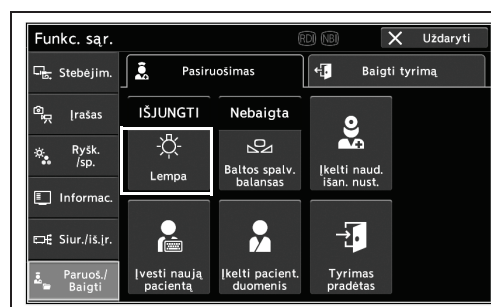 Funkc. sąr.
RDI
NBI
Uždaryti
Stebėjim.
Įrašas
Ryšk.
/sp.
Informac.
Siur./iš.įr.
Paruoš./
Baigti
Pasiruošimas
Baigti tyrimą
IŠJUNGTI
Nebaigta
Lempa
Baltos spalv.
balansas
Įkelti naud.
išan. nust.
Įvesti naują
pacientą
Įkelti pacient.
duomenis
Tyrimas
pradėtas